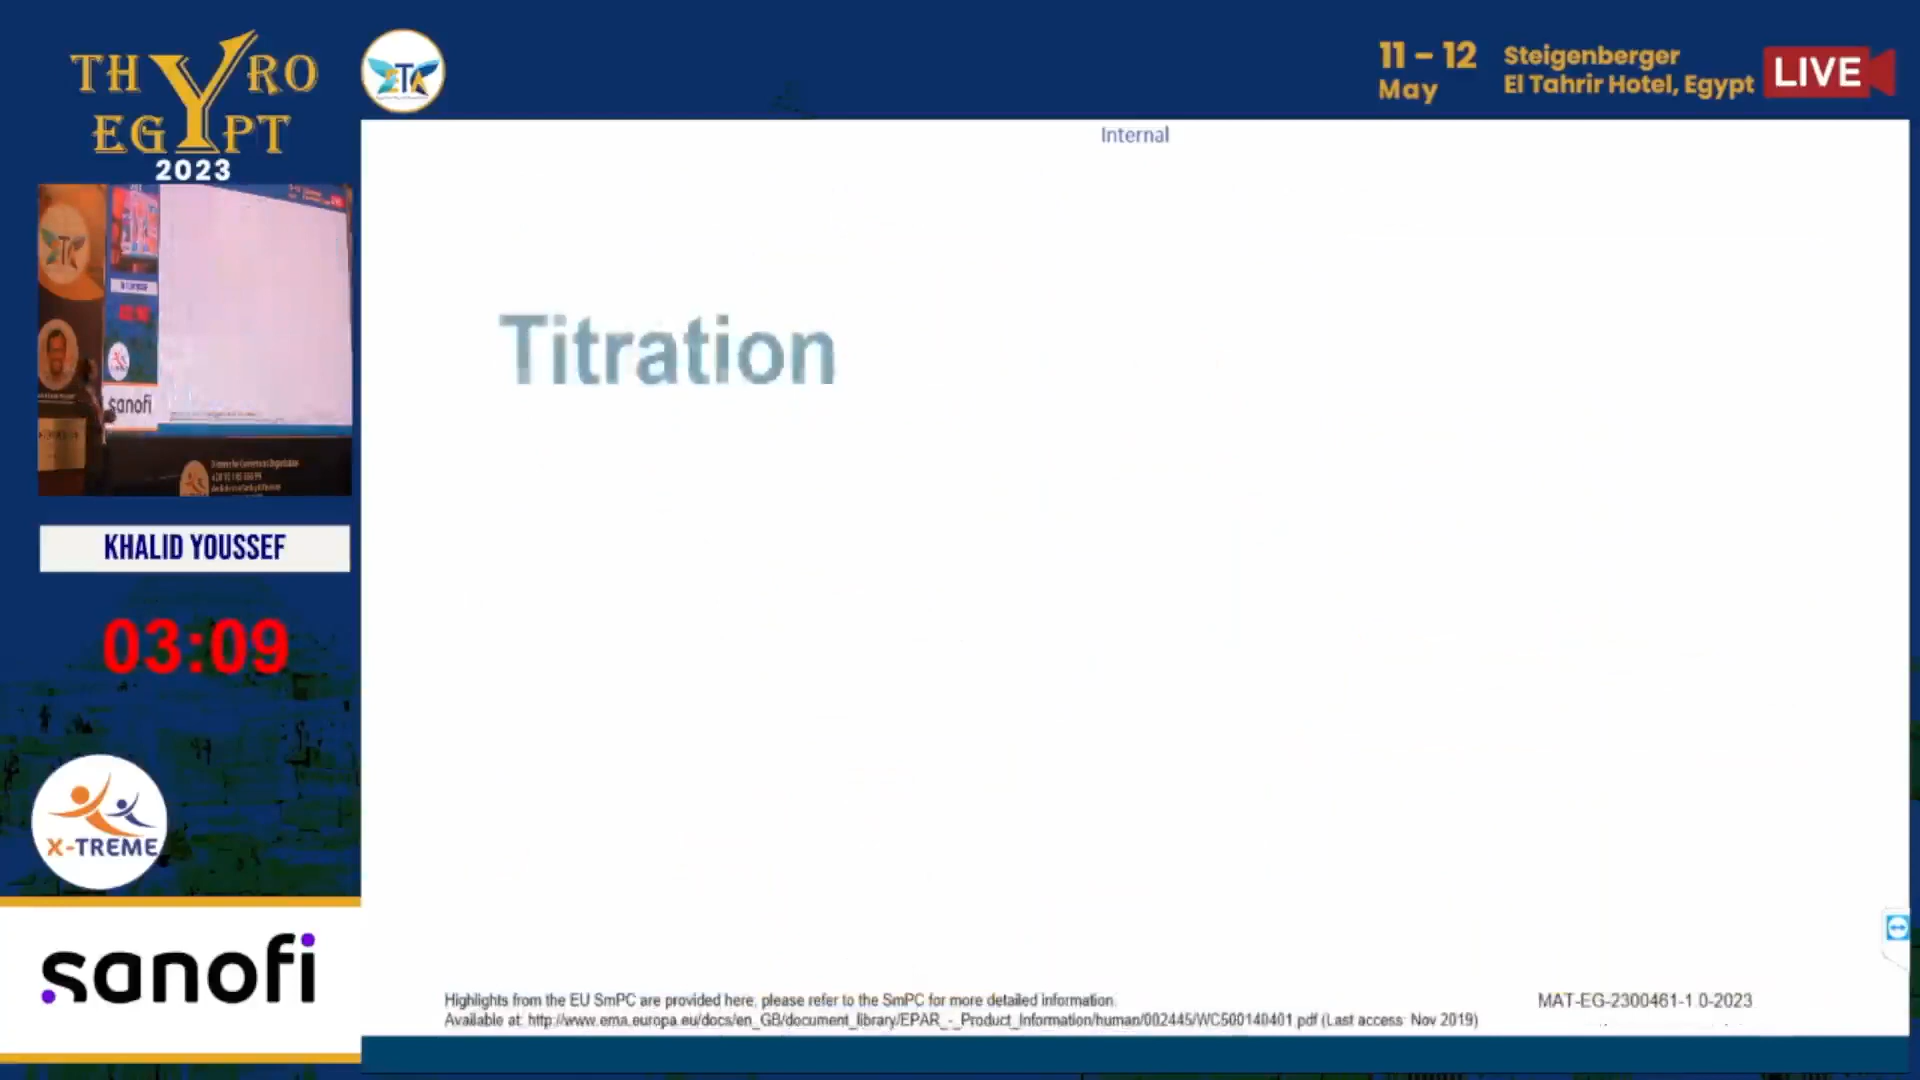 THYRO
EGYPT
2023
ETA
11 – 12
May
Steigenberger
El Tahrir Hotel, Egypt
LIVE
Internal
Titration
sanofi
KHALID YOUSSEF
03:09
X-TREME
sanofi
Highlights from the EU SmPC are provided here, please refer to the SmPC for more detailed information.
Available at: http://www.ema.europa.eu/docs/en_GB/document_library/EPAR_-_Product_Information/human/002445/WC500140401.pdf (Last access: Nov 2019)
MAT-EG-2300461-1.0-2023